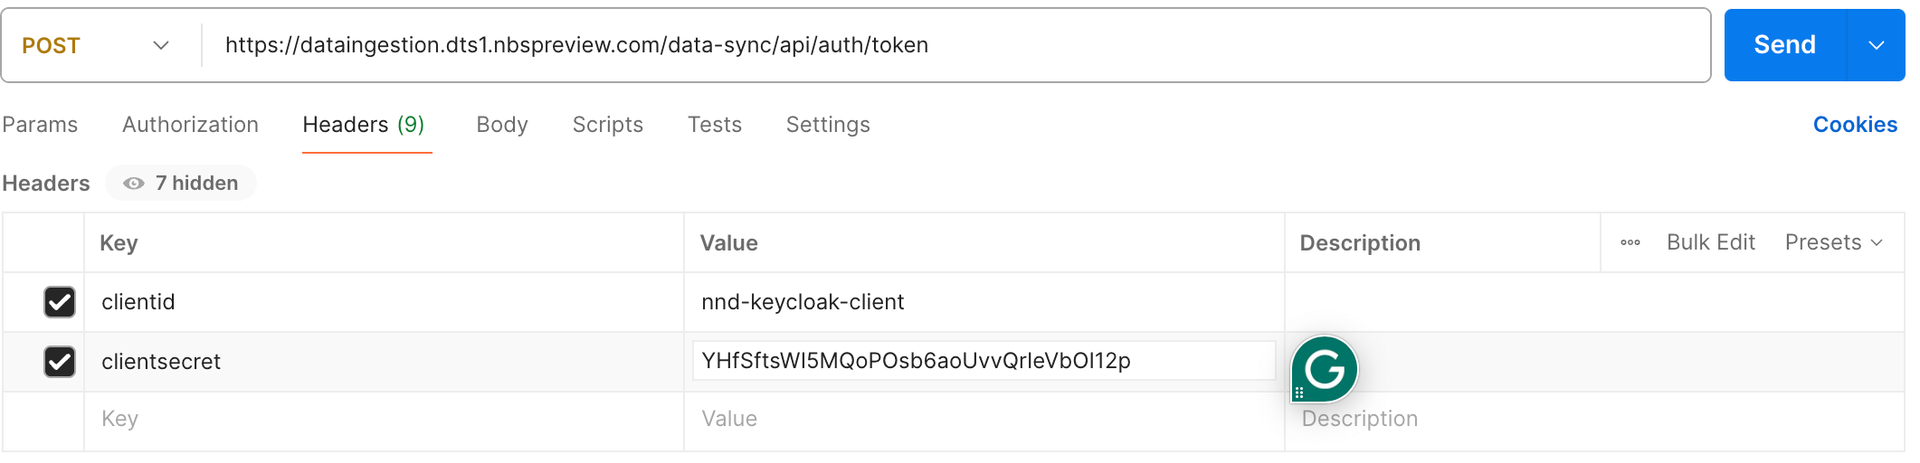 POST https://dataingestion.dts1.nbspreview.com/data-sync/api/auth/token Send
Params Authorization Headers (9) Body Scripts Tests Settings Cookies
Headers 7 hidden
Key Value Description Bulk Edit Presets
clientid nnd-keycloak-client
clientsecret YHfSftsWI5MQoPOsb6aoUvvQrIeVbOI12p
G
Key Value Description